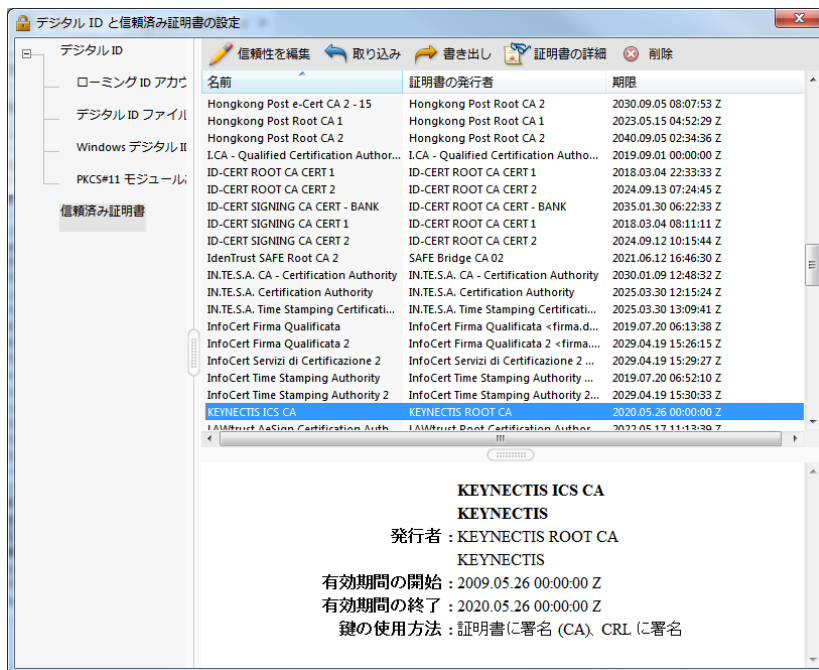 デジタル ID と信頼済み証明書の設定
デジタル ID
ローミング ID アカウ
デジタル ID ファイル
Windows デジタル ID
PKCS#11 モジュール
信頼済み証明書
信頼性を編集 取り込み 書き出し 証明書の詳細 削除
名前 証明書の発行者 期限
Hongkong Post e-Cert CA 2 - 15 Hongkong Post Root CA 2 2030.09.05 08:07:53 Z
Hongkong Post Root CA 1 Hongkong Post Root CA 1 2023.05.15 04:52:29 Z
Hongkong Post Root CA 2 Hongkong Post Root CA 2 2040.09.05 02:34:36 Z
I.CA - Qualified Certification Author... I.CA - Qualified Certification Autho... 2019.09.01 00:00:00 Z
ID-CERT ROOT CA CERT 1 ID-CERT ROOT CA CERT 1 2018.03.04 22:33:33 Z
ID-CERT ROOT CA CERT 2 ID-CERT ROOT CA CERT 2 2024.09.13 07:24:45 Z
ID-CERT SIGNING CA CERT - BANK ID-CERT ROOT CA CERT - BANK 2035.01.30 06:22:33 Z
ID-CERT SIGNING CA CERT 1 ID-CERT ROOT CA CERT 1 2018.03.04 08:11:11 Z
ID-CERT SIGNING CA CERT 2 ID-CERT ROOT CA CERT 2 2024.09.12 10:15:44 Z
IdenTrust SAFE Root CA 2 SAFE Bridge CA 02 2021.06.12 16:46:30 Z
IN.TE.S.A. CA - Certification Authority IN.TE.S.A. CA - Certification Authority 2030.01.09 12:48:32 Z
IN.TE.S.A. Certification Authority IN.TE.S.A. Certification Authority 2025.03.30 12:15:24 Z
IN.TE.S.A. Time Stamping Certificati... IN.TE.S.A. Time Stamping Certificati... 2025.03.30 13:09:41 Z
InfoCert Firma Qualificata InfoCert Firma Qualificata <firma.d... 2019.07.20 06:13:38 Z
InfoCert Firma Qualificata 2 InfoCert Firma Qualificata 2 <firma.... 2029.04.19 15:26:15 Z
InfoCert Servizi di Certificazione 2 InfoCert Servizi di Certificazione 2 ... 2029.04.19 15:29:27 Z
InfoCert Time Stamping Authority InfoCert Time Stamping Authority ... 2019.07.20 06:52:10 Z
InfoCert Time Stamping Authority 2 InfoCert Time Stamping Authority 2... 2029.04.19 15:30:33 Z
KEYNECTIS ICS CA KEYNECTIS ROOT CA 2020.05.26 00:00:00 Z
LAWtrust AeSign Certification Auth... LAWtrust Root Certification Author... 2022.05.17 11:13:39 Z
KEYNECTIS ICS CA
KEYNECTIS
発行者 : KEYNECTIS ROOT CA
KEYNECTIS
有効期間の開始 : 2009.05.26 00:00:00 Z
有効期間の終了 : 2020.05.26 00:00:00 Z
鍵の使用方法 : 証明書に署名 (CA)、CRL に署名